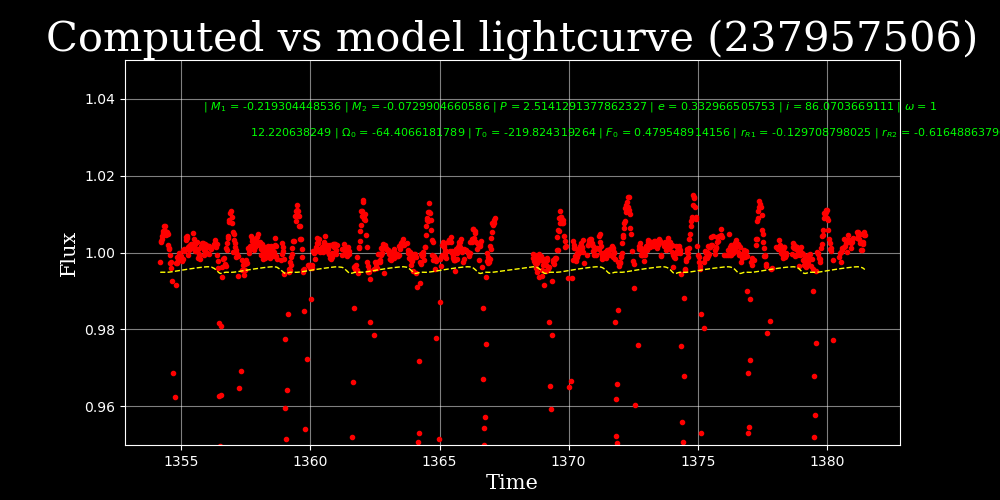 Computed vs model lightcurve (237957506)
| M₁ = -0.219304448536 | M₂ = -0.0729904660586 | P = 2.5141291377862327 | e = 0.332966505753 | i = 86.0703669111 | ω = 1
12.220638249 | Ω₀ = -64.4066181789 | T₀ = -219.824319264 | F₀ = 0.479548914156 | r_R1 = -0.129708798025 | r_R2 = -0.6164886379
1.04
1.02
1.00
0.98
0.96
Flux
1355 1360 1365 1370 1375 1380
Time